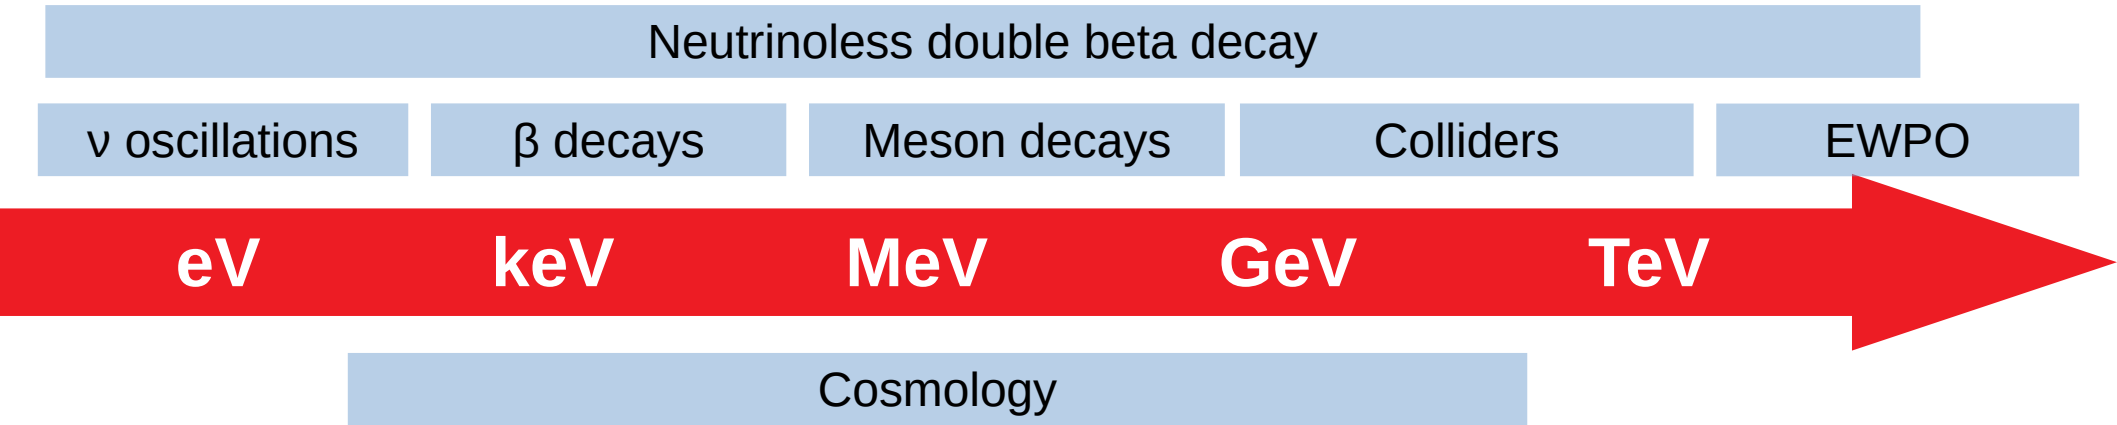 Neutrinoless double beta decay
ν oscillations β decays Meson decays Colliders EWPO
eV keV MeV GeV TeV
Cosmology